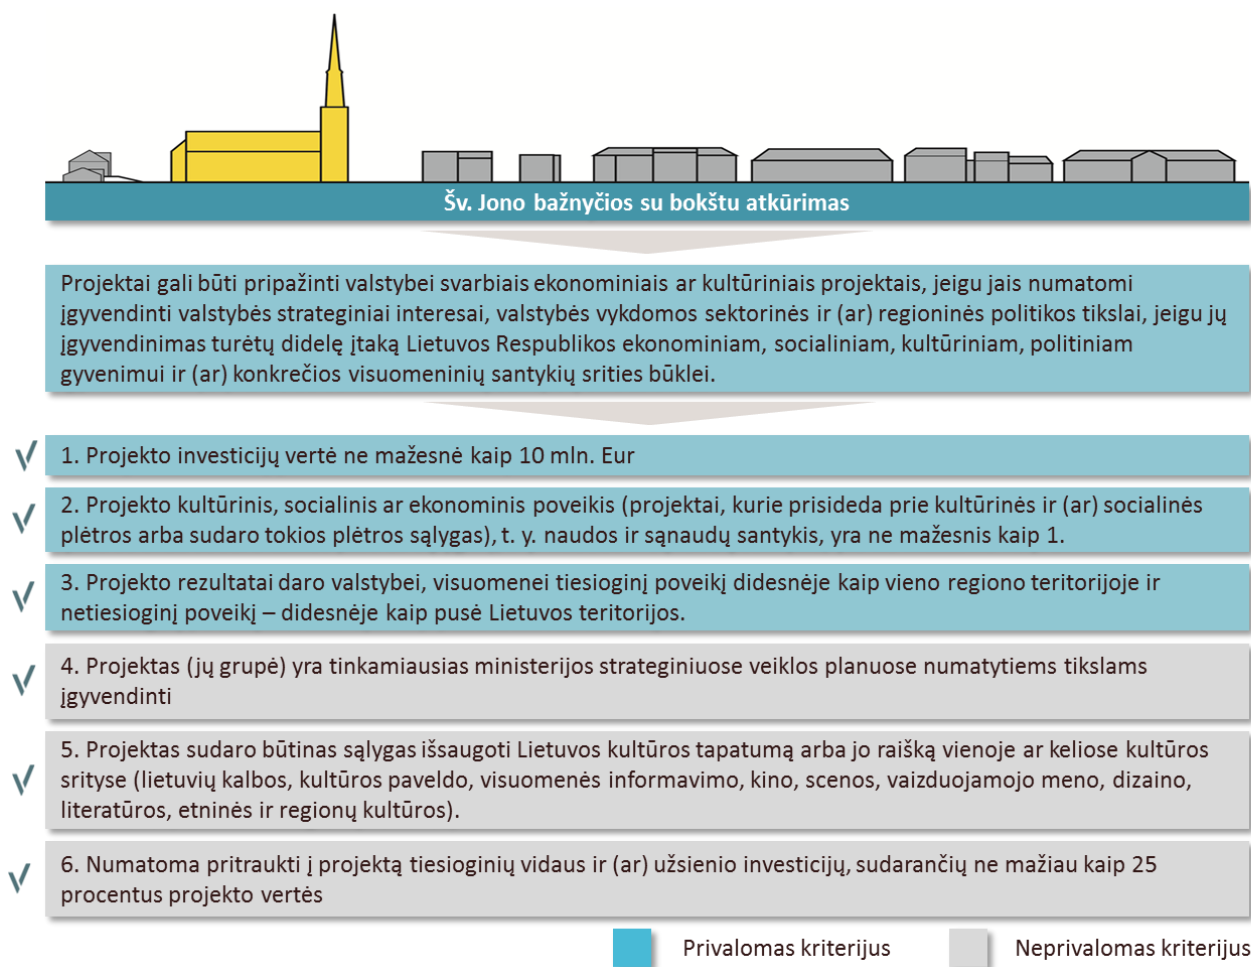 Šv. Jono bažnyčios su bokštu atkūrimas
Projektai gali būti pripažinti valstybei svarbiais ekonominiais ar kultūriniais projektais, jeigu jais numatomi
įgyvendinti valstybės strateginiai interesai, valstybės vykdomos sektorinės ir (ar) regioninės politikos tikslai, jeigu jų
įgyvendinimas turėtų didelę įtaką Lietuvos Respublikos ekonominiam, socialiniam, kultūriniam, politiniam
gyvenimui ir (ar) konkrečios visuomeninių santykių srities būklei.
1. Projekto investicijų vertė ne mažesnė kaip 10 mln. Eur
2. Projekto kultūrinis, socialinis ar ekonominis poveikis (projektai, kurie prisideda prie kultūrinės ir (ar) socialinės
plėtros arba sudaro tokios plėtros sąlygas), t. y. naudos ir sąnaudų santykis, yra ne mažesnis kaip 1.
3. Projekto rezultatai daro valstybei, visuomenei tiesioginį poveikį didesnėje kaip vieno regiono teritorijoje ir
netiesioginį poveikį – didesnėje kaip pusė Lietuvos teritorijos.
4. Projektas (jų grupė) yra tinkamiausias ministerijos strateginiuose veiklos planuose numatytiems tikslams
įgyvendinti
5. Projektas sudaro būtinas sąlygas išsaugoti Lietuvos kultūros tapatumą arba jo raišką vienoje ar keliose kultūros
srityse (lietuvių kalbos, kultūros paveldo, visuomenės informavimo, kino, scenos, vaizduojamojo meno, dizaino,
literatūros, etninės ir regionų kultūros).
6. Numatoma pritraukti į projektą tiesioginių vidaus ir (ar) užsienio investicijų, sudarančių ne mažiau kaip 25
procentus projekto vertės
Privalomas kriterijus
Neprivalomas kriterijus